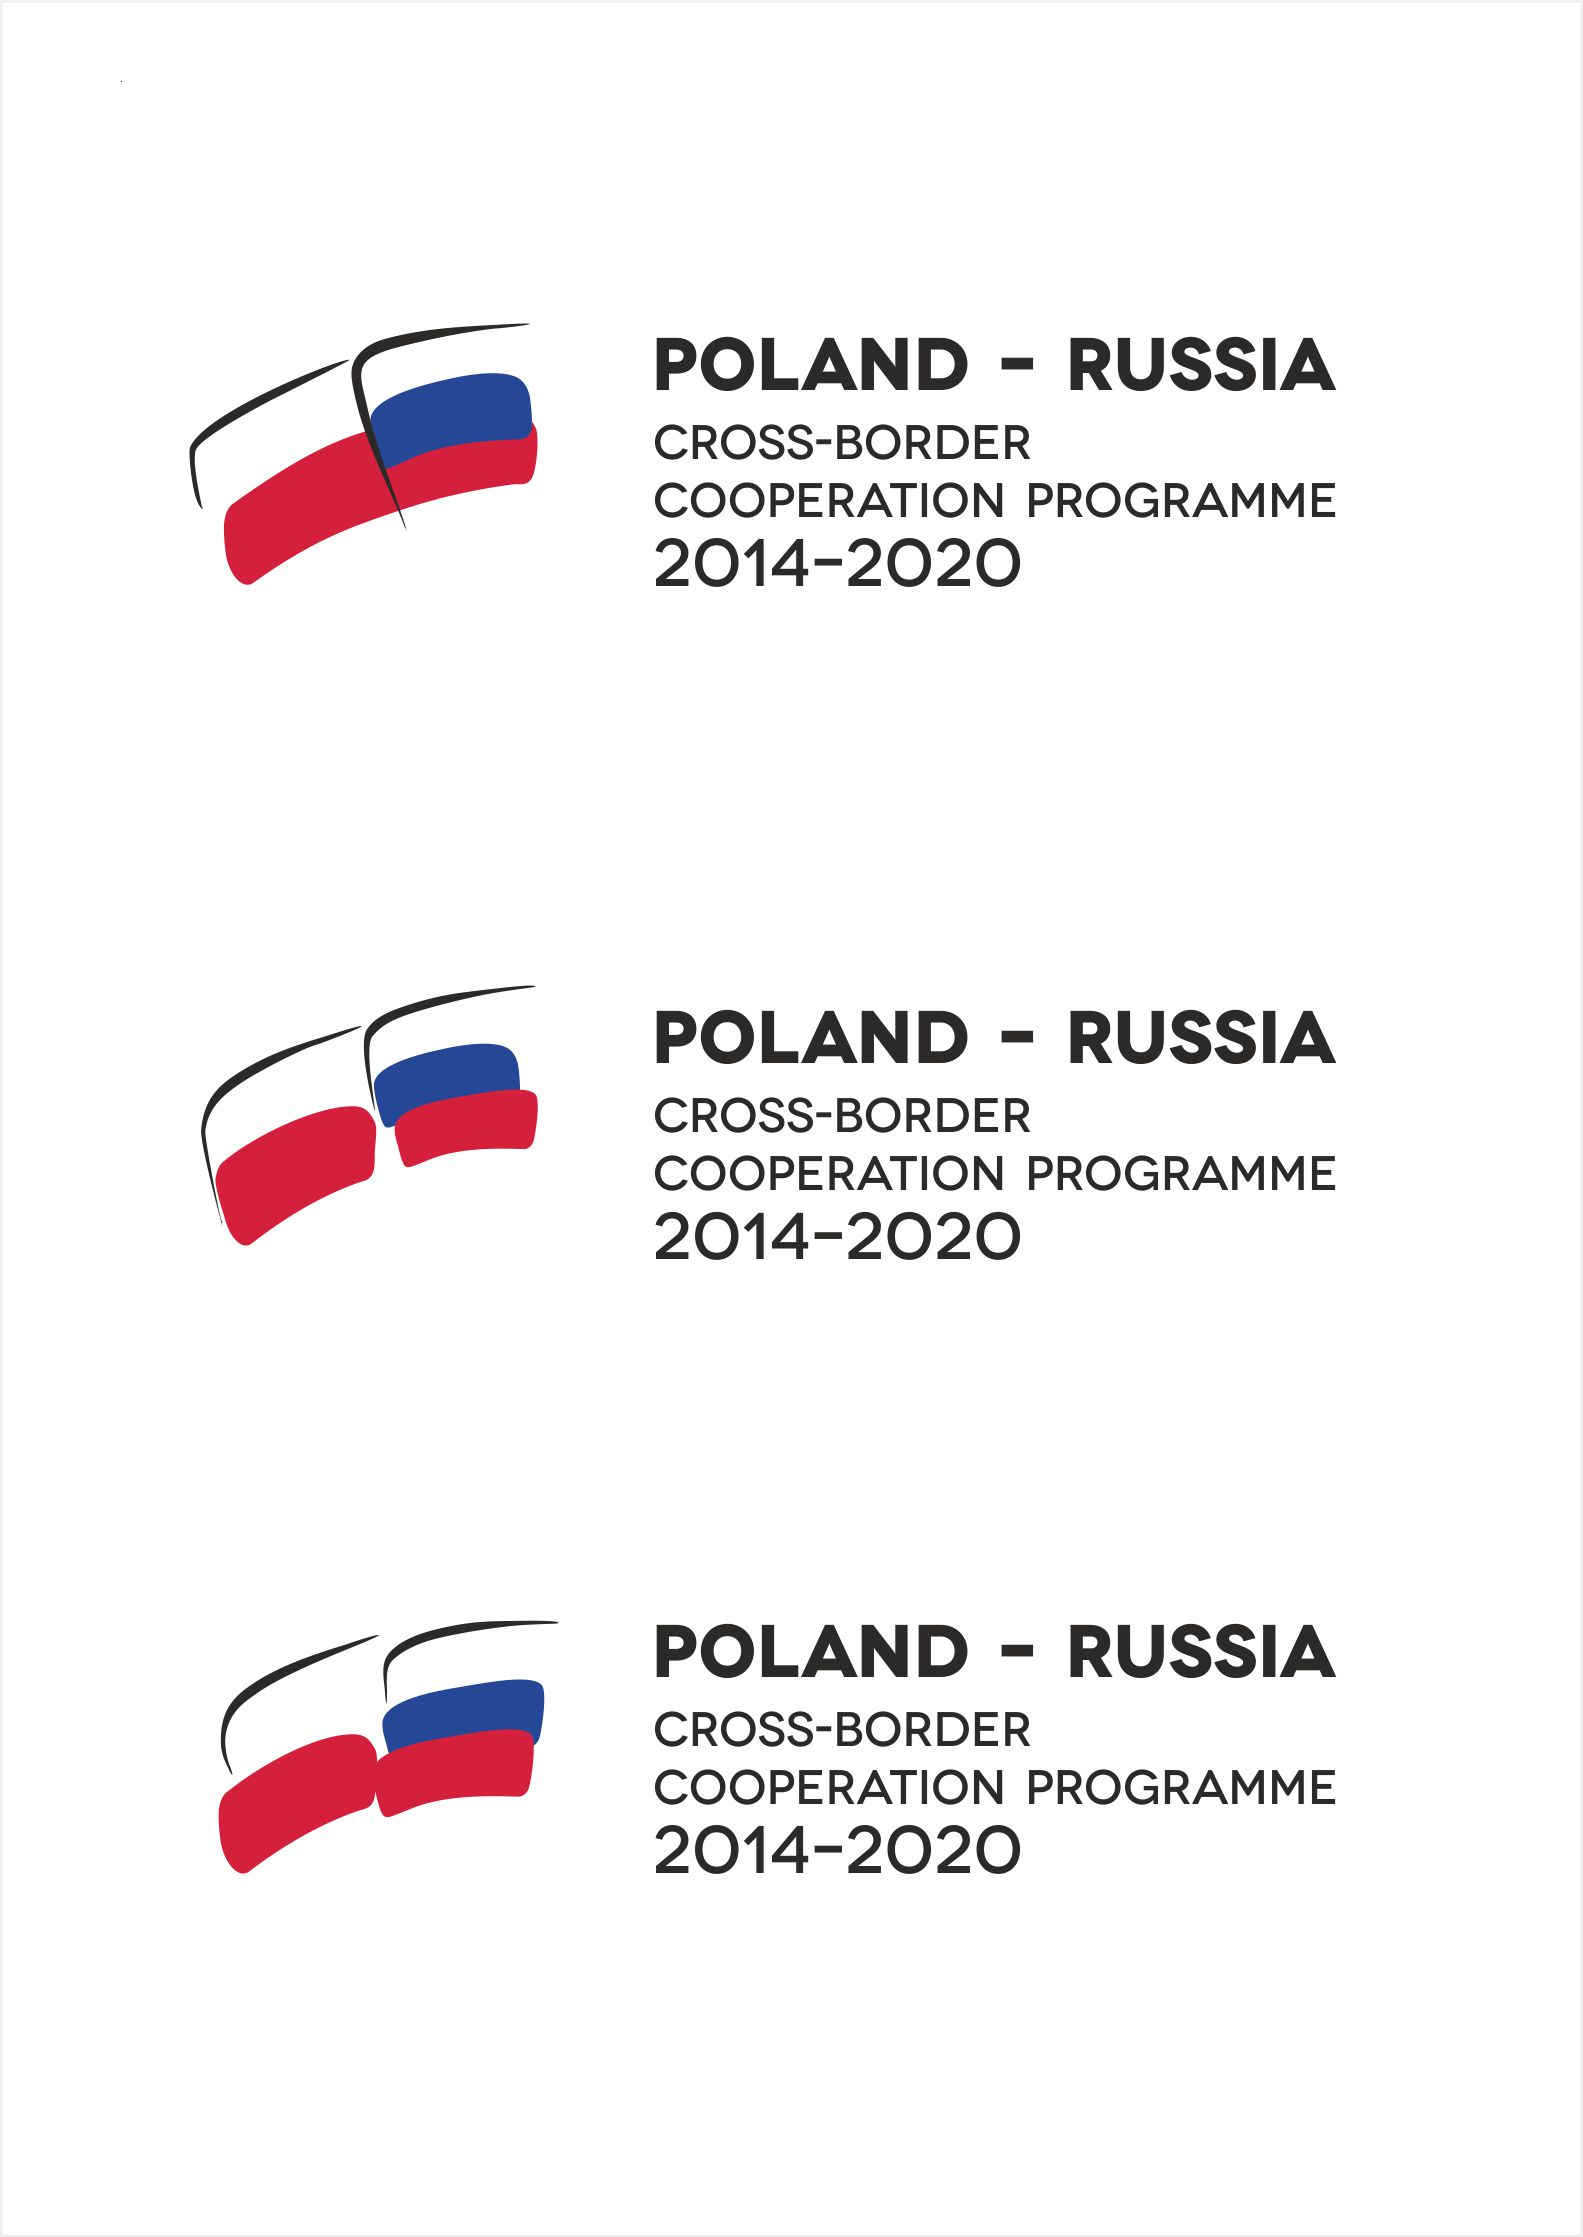 POLAND - RUSSIA
CROSS-BORDER
COOPERATION PROGRAMME
2014-2020
POLAND - RUSSIA
CROSS-BORDER
COOPERATION PROGRAMME
2014-2020
POLAND - RUSSIA
CROSS-BORDER
COOPERATION PROGRAMME
2014-2020